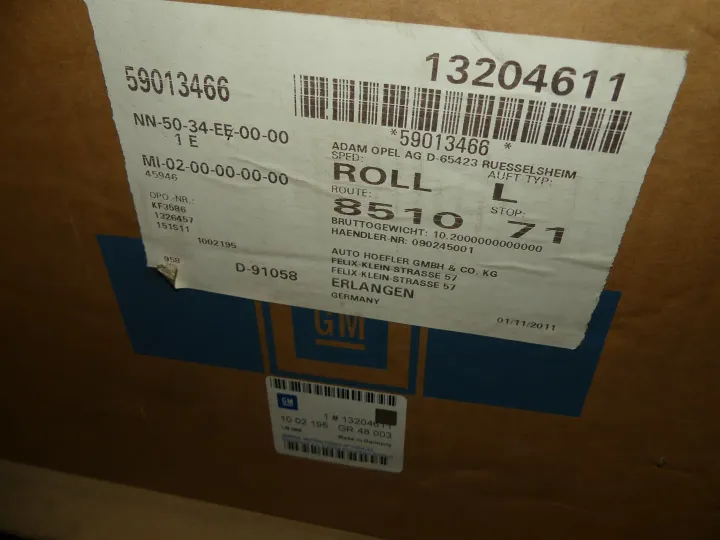 13204611
59013466
*59013466*
NN-50-34-EE-00-00
1 E
MI-02-00-00-00-00
45946
ADAM OPEL AG D-65423 RUESSELSHEIM
SPED: AUFT TYP:
ROLL L
ROUTE: STOP:
8510 71
BRUTTOGEWICHT: 10.2000000000000
HAENDLER-NR: 090245001
OPO.-NR.:
KF3586
1326457
151S11
1002195
958
D-91058
AUTO HOEFLER GMBH & CO. KG
FELIX-KLEIN-STRASSE 57
FELIX-KLEIN-STRASSE 57
ERLANGEN
GERMANY
01/11/2011
GM
GM
1 # 13204611
10 02 195 GR 48 003
Made in Germany